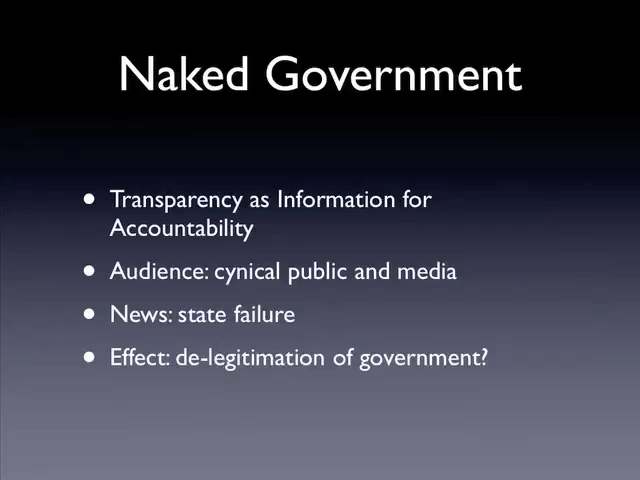 Naked Government
• Transparency as Information for
Accountability
• Audience: cynical public and media
• News: state failure
• Effect: de-legitimation of government?